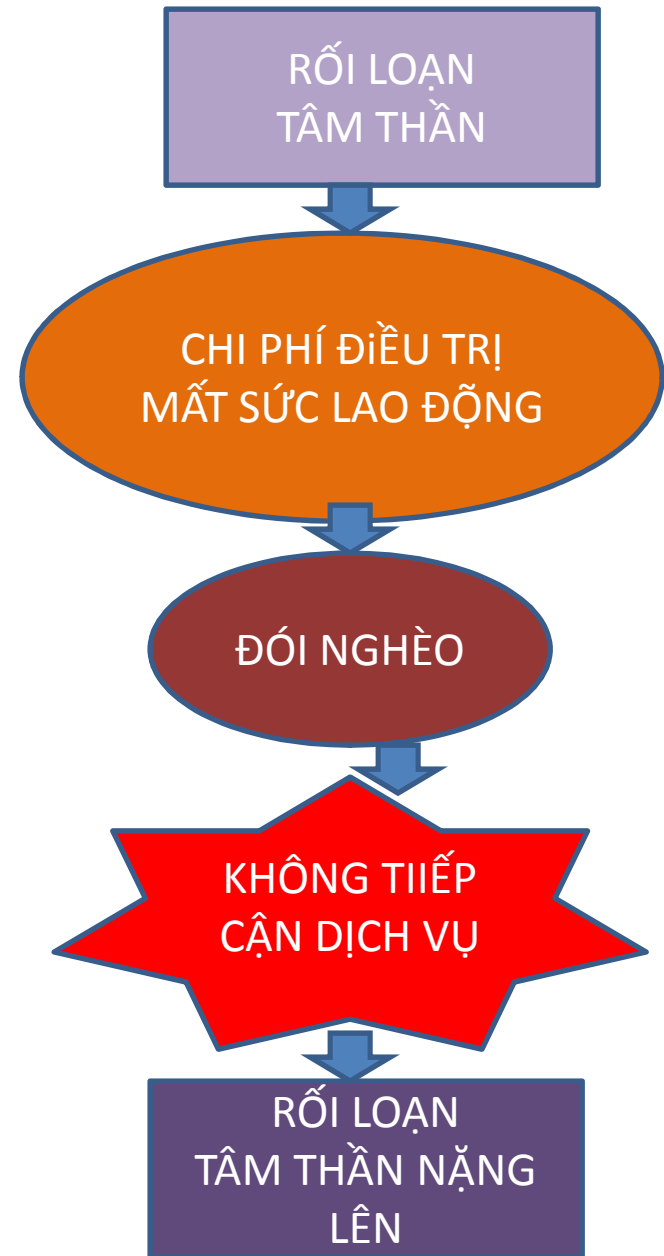 RỐI LOẠN
TÂM THẦN
CHI PHÍ ĐiỀU TRỊ
MẤT SỨC LAO ĐỘNG
ĐÓI NGHÈO
KHÔNG TIIẾP
CẬN DỊCH VỤ
RỐI LOẠN
TÂM THẦN NẶNG
LÊN